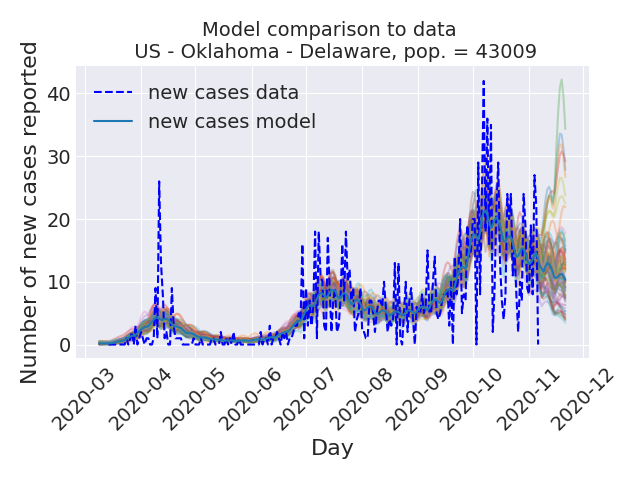 Model comparison to data
US - Oklahoma - Delaware, pop. = 43009
Number of new cases reported
40
30
20
10
0
new cases data
new cases model
2020-03
2020-04
2020-05
2020-06
2020-07
2020-08
2020-09
2020-10
2020-11
2020-12
Day